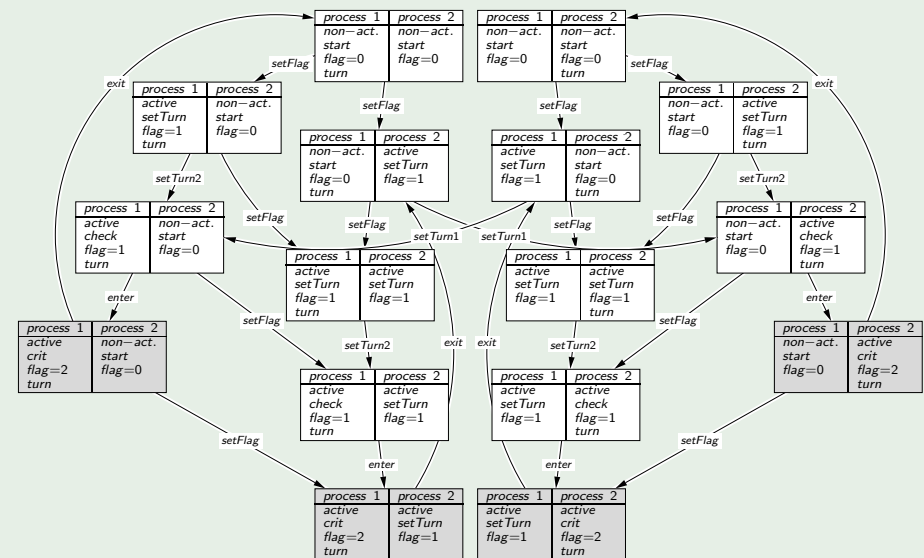 process 1 process 2
non-act. non-act.
start start
flag=0 flag=0
turn
process 1 process 2
non-act. non-act.
start start
flag=0 flag=0
turn
exit
setFlag
setFlag
exit
process 1 process 2
active non-act.
setTurn start
flag=1 flag=0
turn
setFlag
setFlag
process 1 process 2
non-act. active
start setTurn
flag=0 flag=1
turn
process 1 process 2
non-act. active
start setTurn
flag=0 flag=1
turn
process 1 process 2
active non-act.
setTurn start
flag=1 flag=0
turn
setTurn2
setTurn2
process 1 process 2
active non-act.
check start
flag=1 flag=0
turn
setFlag
setFlag
setTurn1
setTurn1
setFlag
setFlag
process 1 process 2
non-act. active
start check
flag=0 flag=1
turn
process 1 process 2
active active
setTurn setTurn
flag=1 flag=1
turn
process 1 process 2
active active
setTurn setTurn
flag=1 flag=1
turn
enter
enter
process 1 process 2
active non-act.
crit start
flag=2 flag=0
turn
setFlag
setTurn2
exit
exit
setTurn2
setFlag
process 1 process 2
non-act. active
start crit
flag=0 flag=2
turn
process 1 process 2
active active
check setTurn
flag=1 flag=1
turn
process 1 process 2
active active
setTurn check
flag=1 flag=1
turn
setFlag
enter
enter
setFlag
process 1 process 2
active active
crit setTurn
flag=2 flag=1
turn
process 1 process 2
active active
setTurn crit
flag=1 flag=2
turn